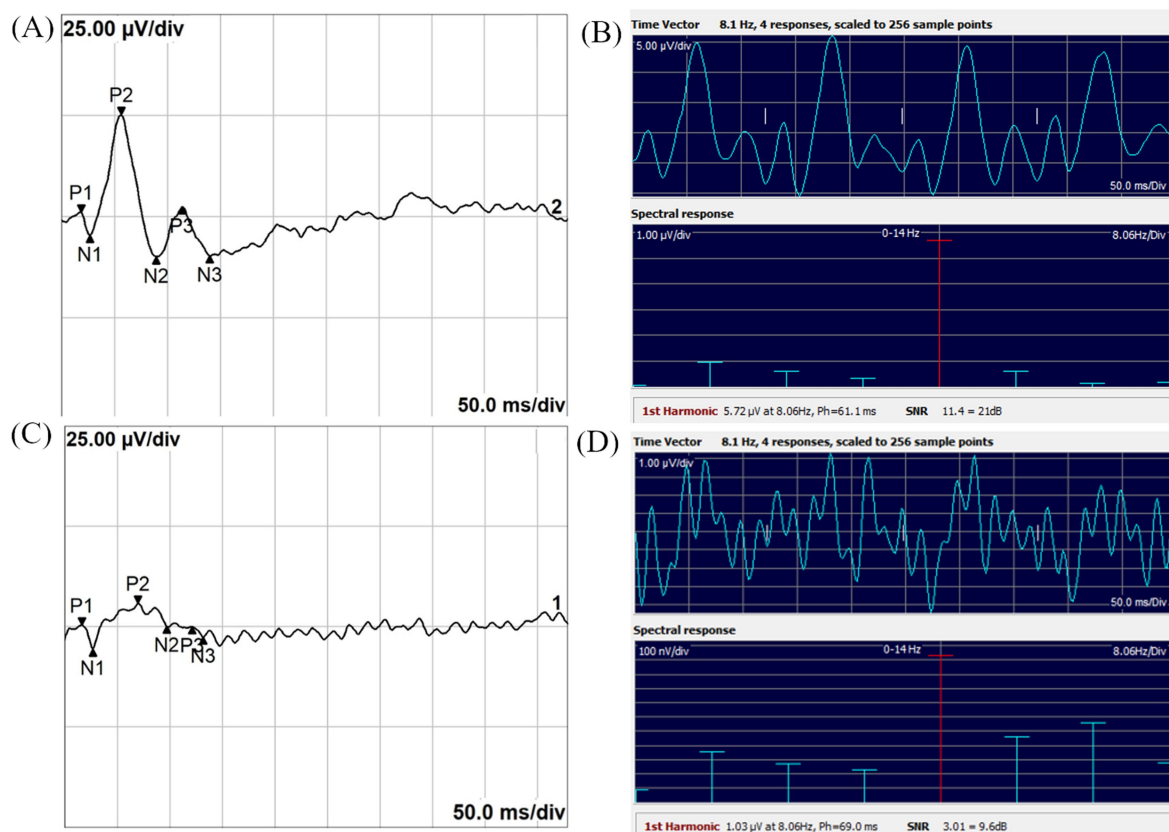 (A)
25.00 µV/div
P2
P1
N1
P3
N2
N3
2
50.0 ms/div
(B)
Time Vector 8.1 Hz, 4 responses, scaled to 256 sample points
5.00 µV/div
50.0 ms/Div
Spectral response
1.00 µV/div 0-14 Hz 8.06Hz/Div
1st Harmonic 5.72 µV at 8.06Hz, Ph=61.1 ms SNR 11.4 = 21dB
(C)
25.00 µV/div
P2
P1
N1
N2
P3
N3
1
50.0 ms/div
(D)
Time Vector 8.1 Hz, 4 responses, scaled to 256 sample points
1.00 µV/div
50.0 ms/Div
Spectral response
100 nV/div 0-14 Hz 8.06Hz/Div
1st Harmonic 1.03 µV at 8.06Hz, Ph=69.0 ms SNR 3.01 = 9.6dB